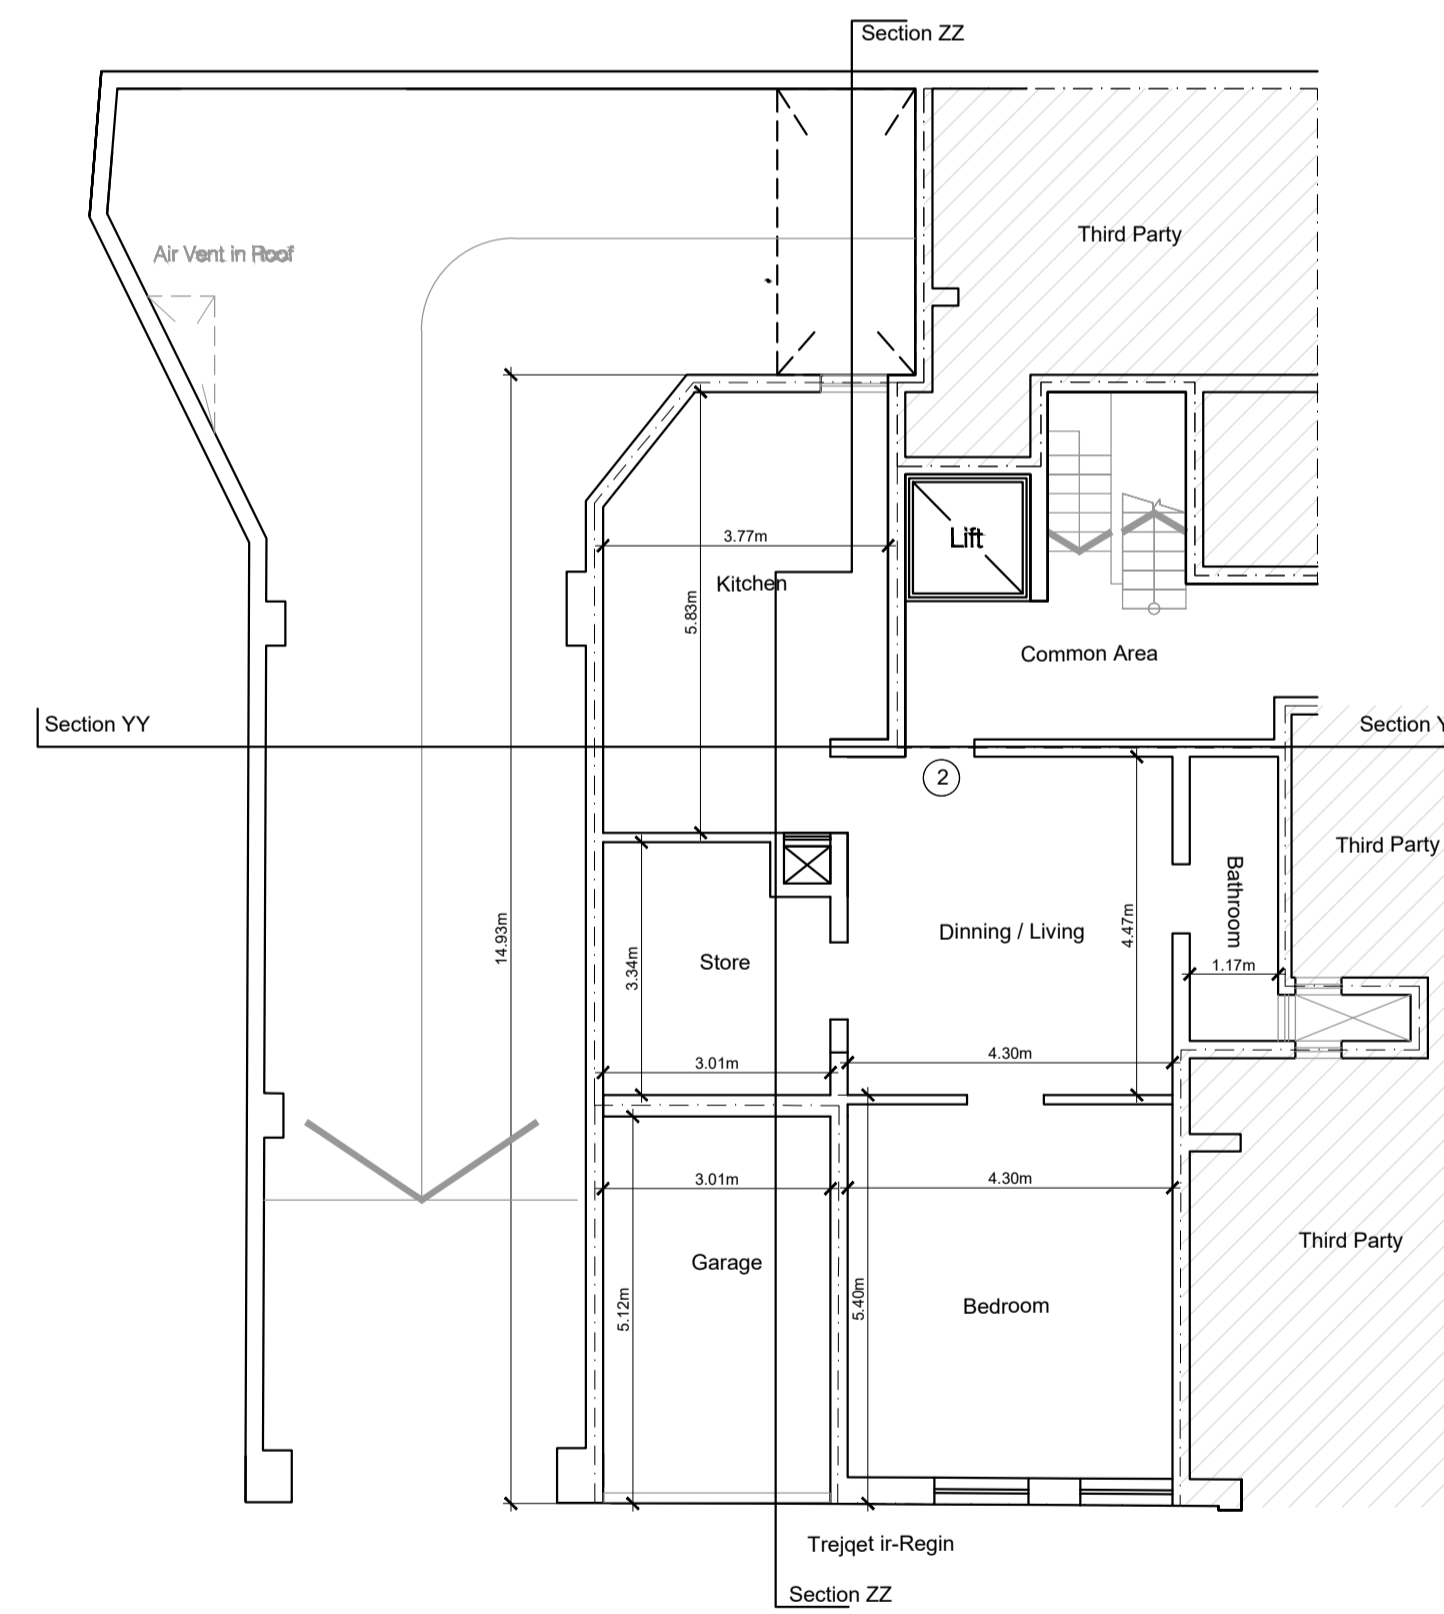 Section ZZ
Third Party
Air Vent in Roof
Lift
3.77m
Kitchen
5.83m
Common Area
Section YY
Section Y
2
Third Party
Bathroom
Dinning / Living
4.47m
14.93m
Store
3.34m
1.17m
4.30m
3.01m
3.01m
4.30m
Third Party
Garage
5.12m
5.40m
Bedroom
Trejqet ir-Regin
Section ZZ